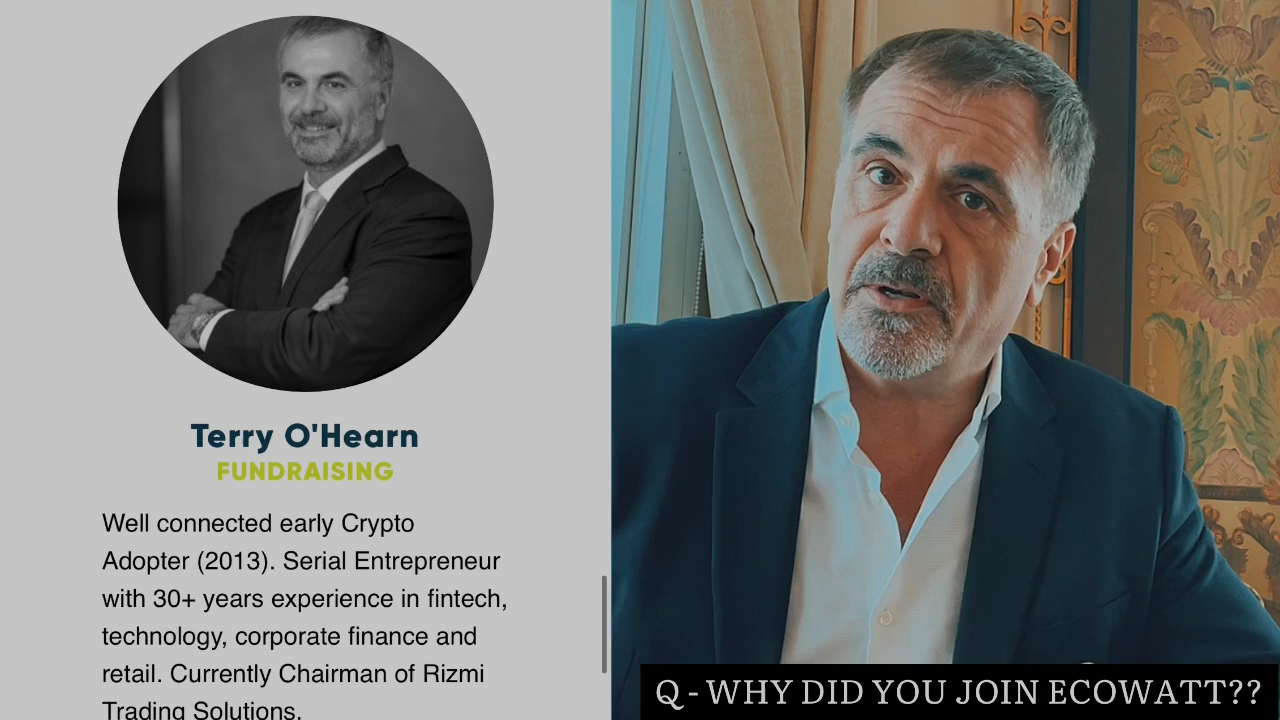 Terry O'Hearn
FUNDRAISING
Well connected early Crypto
Adopter (2013). Serial Entrepreneur
with 30+ years experience in fintech,
technology, corporate finance and
retail. Currently Chairman of Rizmi
Trading Solutions.
Q - WHY DID YOU JOIN ECOWATT??